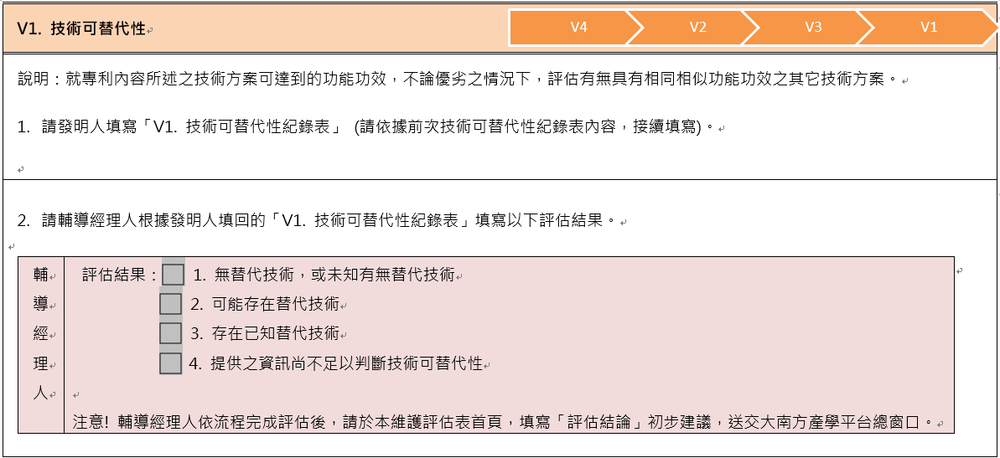 V1. 技術可替代性
V4
V2
V3
V1
說明：就專利內容所述之技術方案可達到的功能功效，不論優劣之情況下，評估有無具有相同相似功能功效之其它技術方案。
1. 請發明人填寫「V1. 技術可替代性紀錄表」 (請依據前次技術可替代性紀錄表內容，接續填寫)。
2. 請輔導經理人根據發明人填回的「V1. 技術可替代性紀錄表」填寫以下評估結果。
輔
導
經
理
人
評估結果：1. 無替代技術，或未知有無替代技術
2. 可能存在替代技術
3. 存在已知替代技術
4. 提供之資訊尚不足以判斷技術可替代性
注意! 輔導經理人依流程完成評估後，請於本維護評估表首頁，填寫「評估結論」初步建議，送交大南方產學平台總窗口。